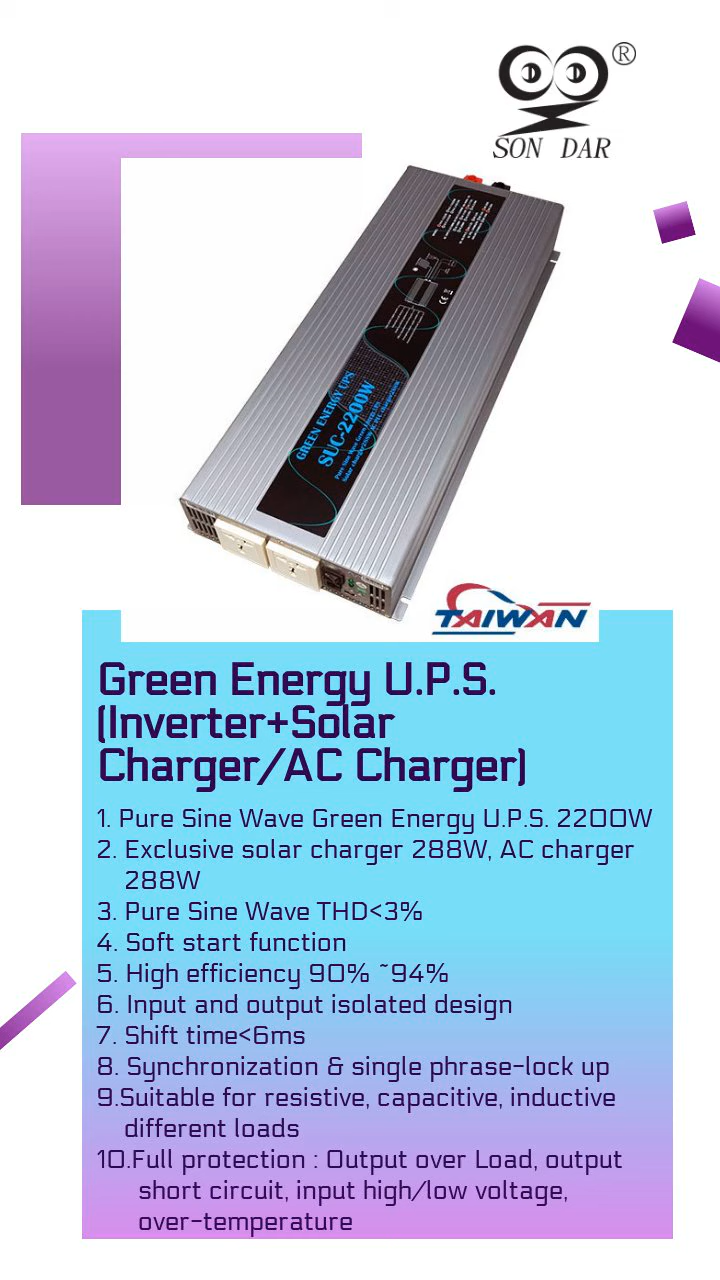 ®
SON DAR
GREEN ENERGY UPS
SUC-2200W
CE
TAIWAN
Green Energy U.P.S.
(Inverter+Solar
Charger/AC Charger)
1. Pure Sine Wave Green Energy U.P.S. 2200W
2. Exclusive solar charger 288W, AC charger
288W
3. Pure Sine Wave THD<3%
4. Soft start function
5. High efficiency 90% ~94%
6. Input and output isolated design
7. Shift time<6ms
8. Synchronization & single phrase-lock up
9.Suitable for resistive, capacitive, inductive
different loads
10.Full protection : Output over Load, output
short circuit, input high/low voltage,
over-temperature